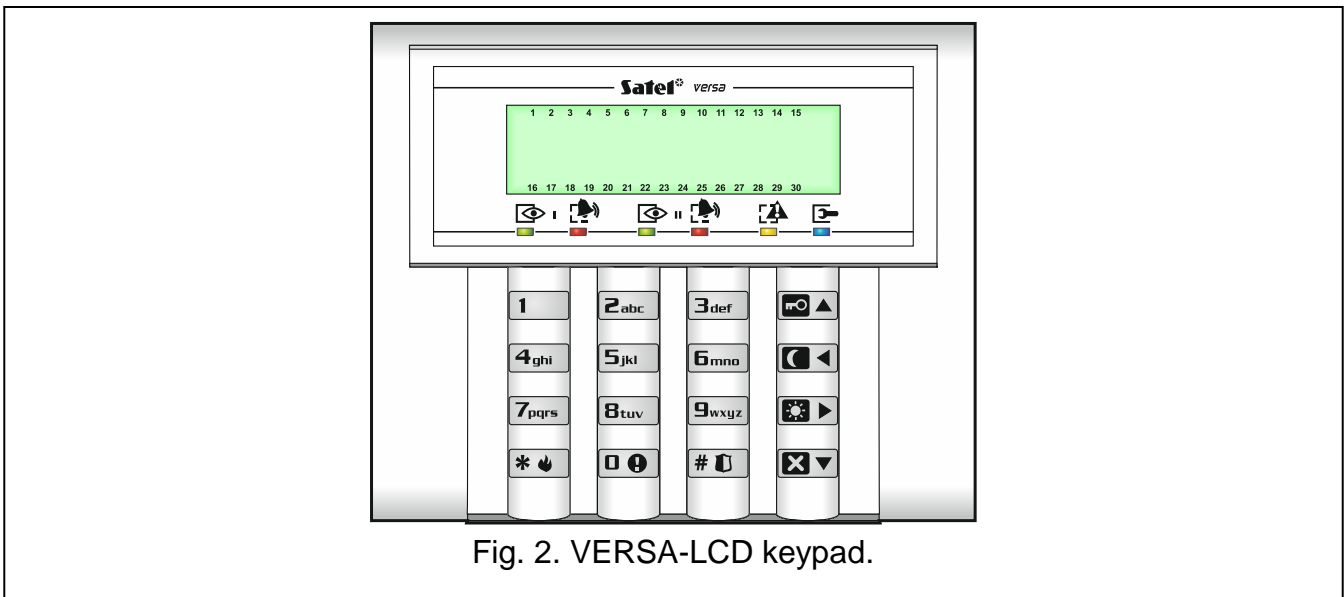 Satel versa
1 2 3 4 5 6 7 8 9 10 11 12 13 14 15
16 17 18 19 20 21 22 23 24 25 26 27 28 29 30
I II
1 2abc 3def
4ghi 5jkl 6mno
7pqrs 8tuv 9wxyz
* 0 #
Fig. 2. VERSA-LCD keypad.